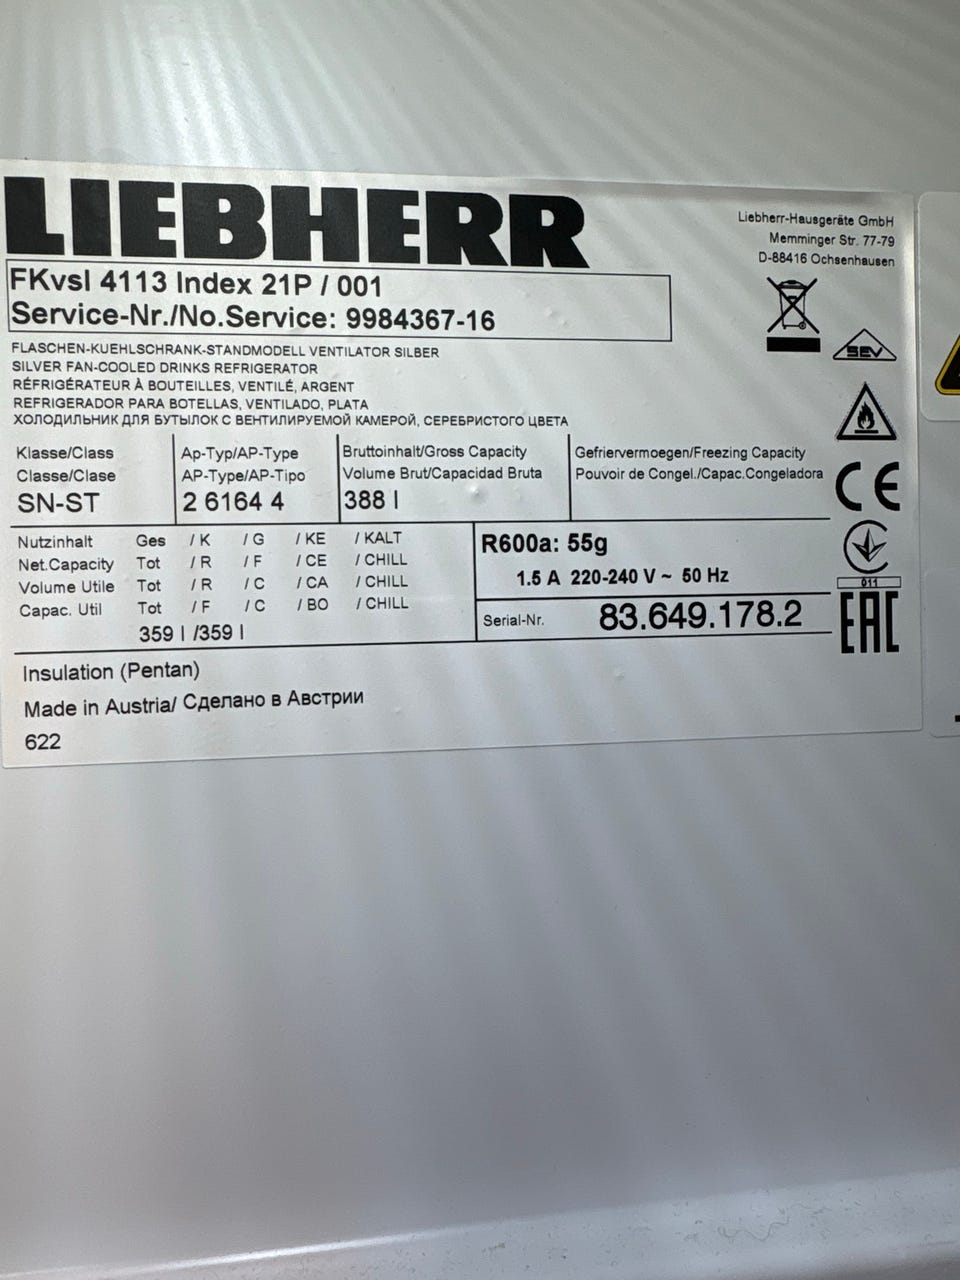 LIEBHERR
Liebherr-Hausgeräte GmbH
Memminger Str. 77-79
D-88416 Ochsenhausen
FKvsl 4113 Index 21P / 001
Service-Nr./No.Service: 9984367-16
FLASCHEN-KUEHLSCHRANK-STANDMODELL VENTILATOR SILBER
SILVER FAN-COOLED DRINKS REFRIGERATOR
RÉFRIGÉRATEUR À BOUTEILLES, VENTILÉ, ARGENT
REFRIGERADOR PARA BOTELLAS, VENTILADO, PLATA
ХОЛОДИЛЬНИК ДЛЯ БУТЫЛОК С ВЕНТИЛИРУЕМОЙ КАМЕРОЙ, СЕРЕБРИСТОГО ЦВЕТА
SEV
Klasse/Class
Classe/Clase
SN-ST
Ap-Typ/AP-Type
AP-Type/AP-Tipo
2 6164 4
Bruttoinhalt/Gross Capacity
Volume Brut/Capacidad Bruta
388 l
Gefriervermoegen/Freezing Capacity
Pouvoir de Congel./Capac.Congeladora
CE
Nutzinhalt Ges / K / G / KE / KALT
Net.Capacity Tot / R / F / CE / CHILL
Volume Utile Tot / R / C / CA / CHILL
Capac. Util Tot / F / C / BO / CHILL
359 l /359 l
R600a: 55g
1.5 A 220-240 V ~ 50 Hz
Serial-Nr. 83.649.178.2
011
EAC
Insulation (Pentan)
Made in Austria/ Сделано в Австрии
622